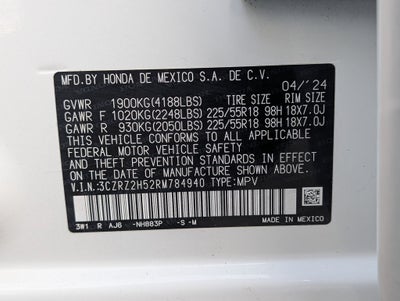 MFD.BY HONDA DE MEXICO S.A. DE C.V.
04/'24
GVWR 1900KG(4188LBS) TIRE SIZE RIM SIZE
GAWR F 1020KG(2248LBS) 225/55R18 98H 18X7.0J
GAWR R 930KG(2050LBS) 225/55R18 98H 18X7.0J
THIS VEHICLE CONFORMS TO ALL APPLICABLE
FEDERAL MOTOR VEHICLE SAFETY, BUMPER,
AND THEFT PREVENTION STANDARDS IN EFFECT
ON THE DATE OF MANUFACTURE SHOWN ABOVE.
V.I.N:3CZRZ2H52RM784940 TYPE:MPV
3W1 R AJ6 -NH883P -S -M MADE IN MEXICO